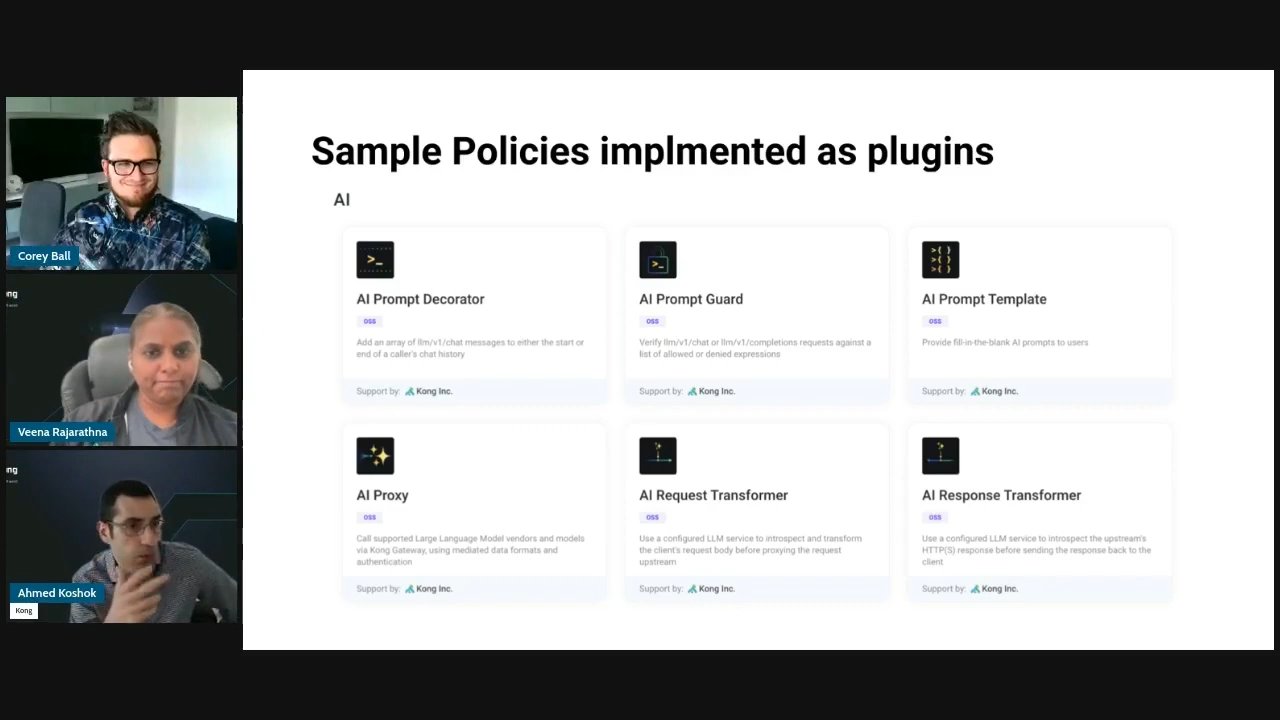 Corey Ball
ong
Veena Rajarathna
ong
Ahmed Koshok
Kong
Sample Policies implmented as plugins
AI
>_
AI Prompt Decorator
OSS
Add an array of llm/v1/chat messages to either the start or
end of a caller's chat history
Support by: Kong Inc.
>_
AI Prompt Guard
OSS
Verify llm/v1/chat or llm/v1/completions requests against a
list of allowed or denied expressions
Support by: Kong Inc.
>{ }
>{ }
>{ }
AI Prompt Template
OSS
Provide fill-in-the-blank AI prompts to users
Support by: Kong Inc.
AI Proxy
OSS
Call supported Large Language Model vendors and models
via Kong Gateway, using mediated data formats and
authentication
Support by: Kong Inc.
AI Request Transformer
OSS
Use a configured LLM service to introspect and transform
the client's request body before proxying the request
upstream
Support by: Kong Inc.
AI Response Transformer
OSS
Use a configured LLM service to introspect the upstream's
HTTP(S) response before sending the response back to the
client
Support by: Kong Inc.